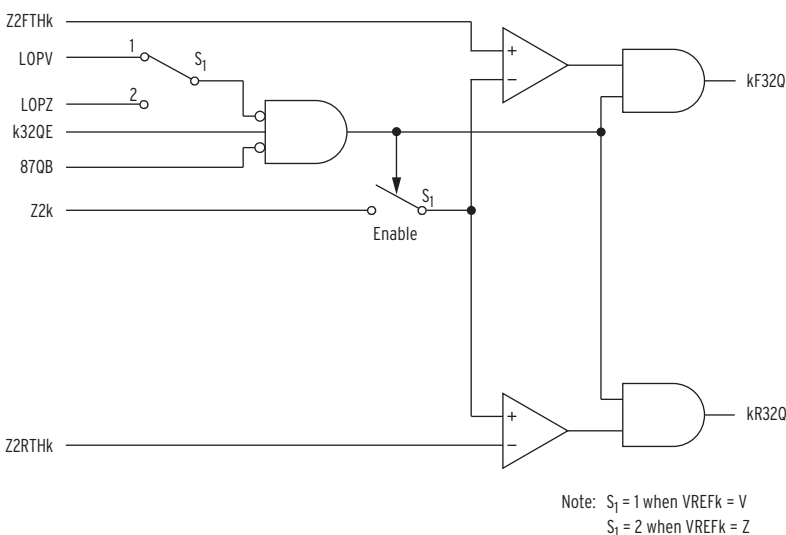 Z2FTHk
LOPV
1
S1
2
LOPZ
k32QE
87QB
Z2k
S1
Enable
+
−
kF32Q
Z2RTHk
+
−
kR32Q
Note: S1 = 1 when VREFk = V
S1 = 2 when VREFk = Z